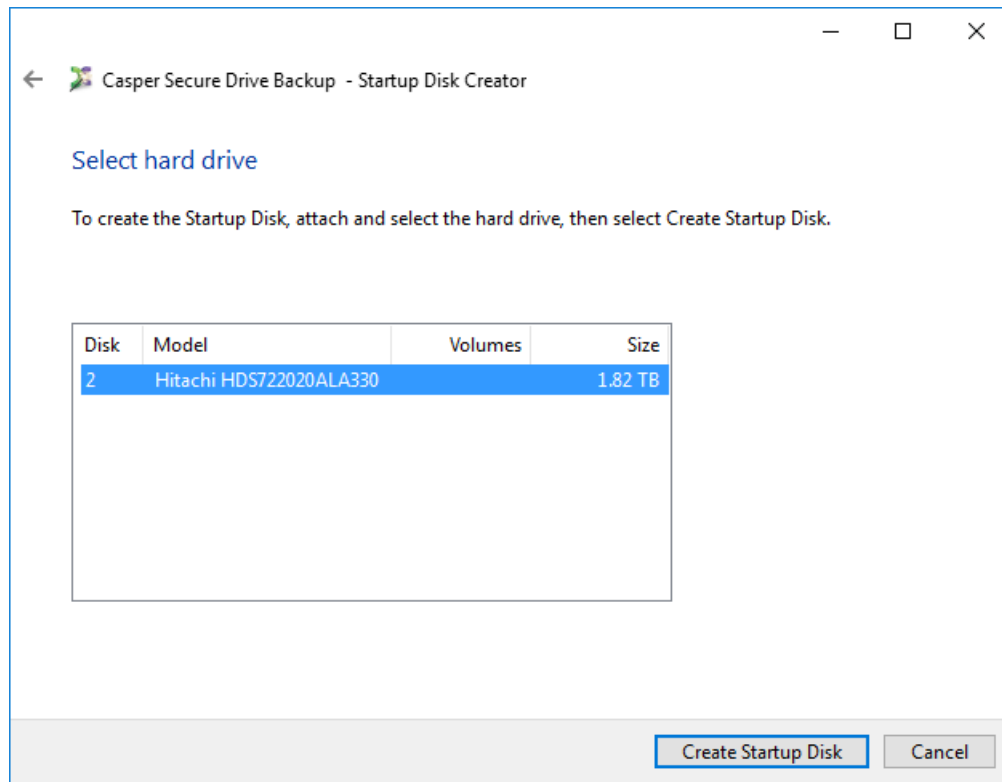 Casper Secure Drive Backup - Startup Disk Creator
Select hard drive
To create the Startup Disk, attach and select the hard drive, then select Create Startup Disk.
Disk Model Volumes Size
2 Hitachi HDS722020ALA330 1.82 TB
Create Startup Disk Cancel